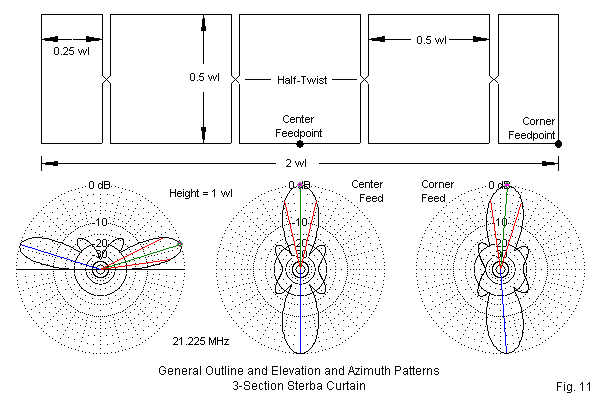 0.25 wl
0.5 wl
0.5 wl
Half-Twist
Center
Feedpoint
Corner
Feedpoint
2 wl
0 dB
Height = 1 wl
0 dB
Center
Feed
Corner
Feed
0 dB
-10
-20
-30
-10
-20
-30
-10
-20
-30
21.225 MHz
General Outline and Elevation and Azimuth Patterns
3-Section Sterba Curtain
Fig. 11